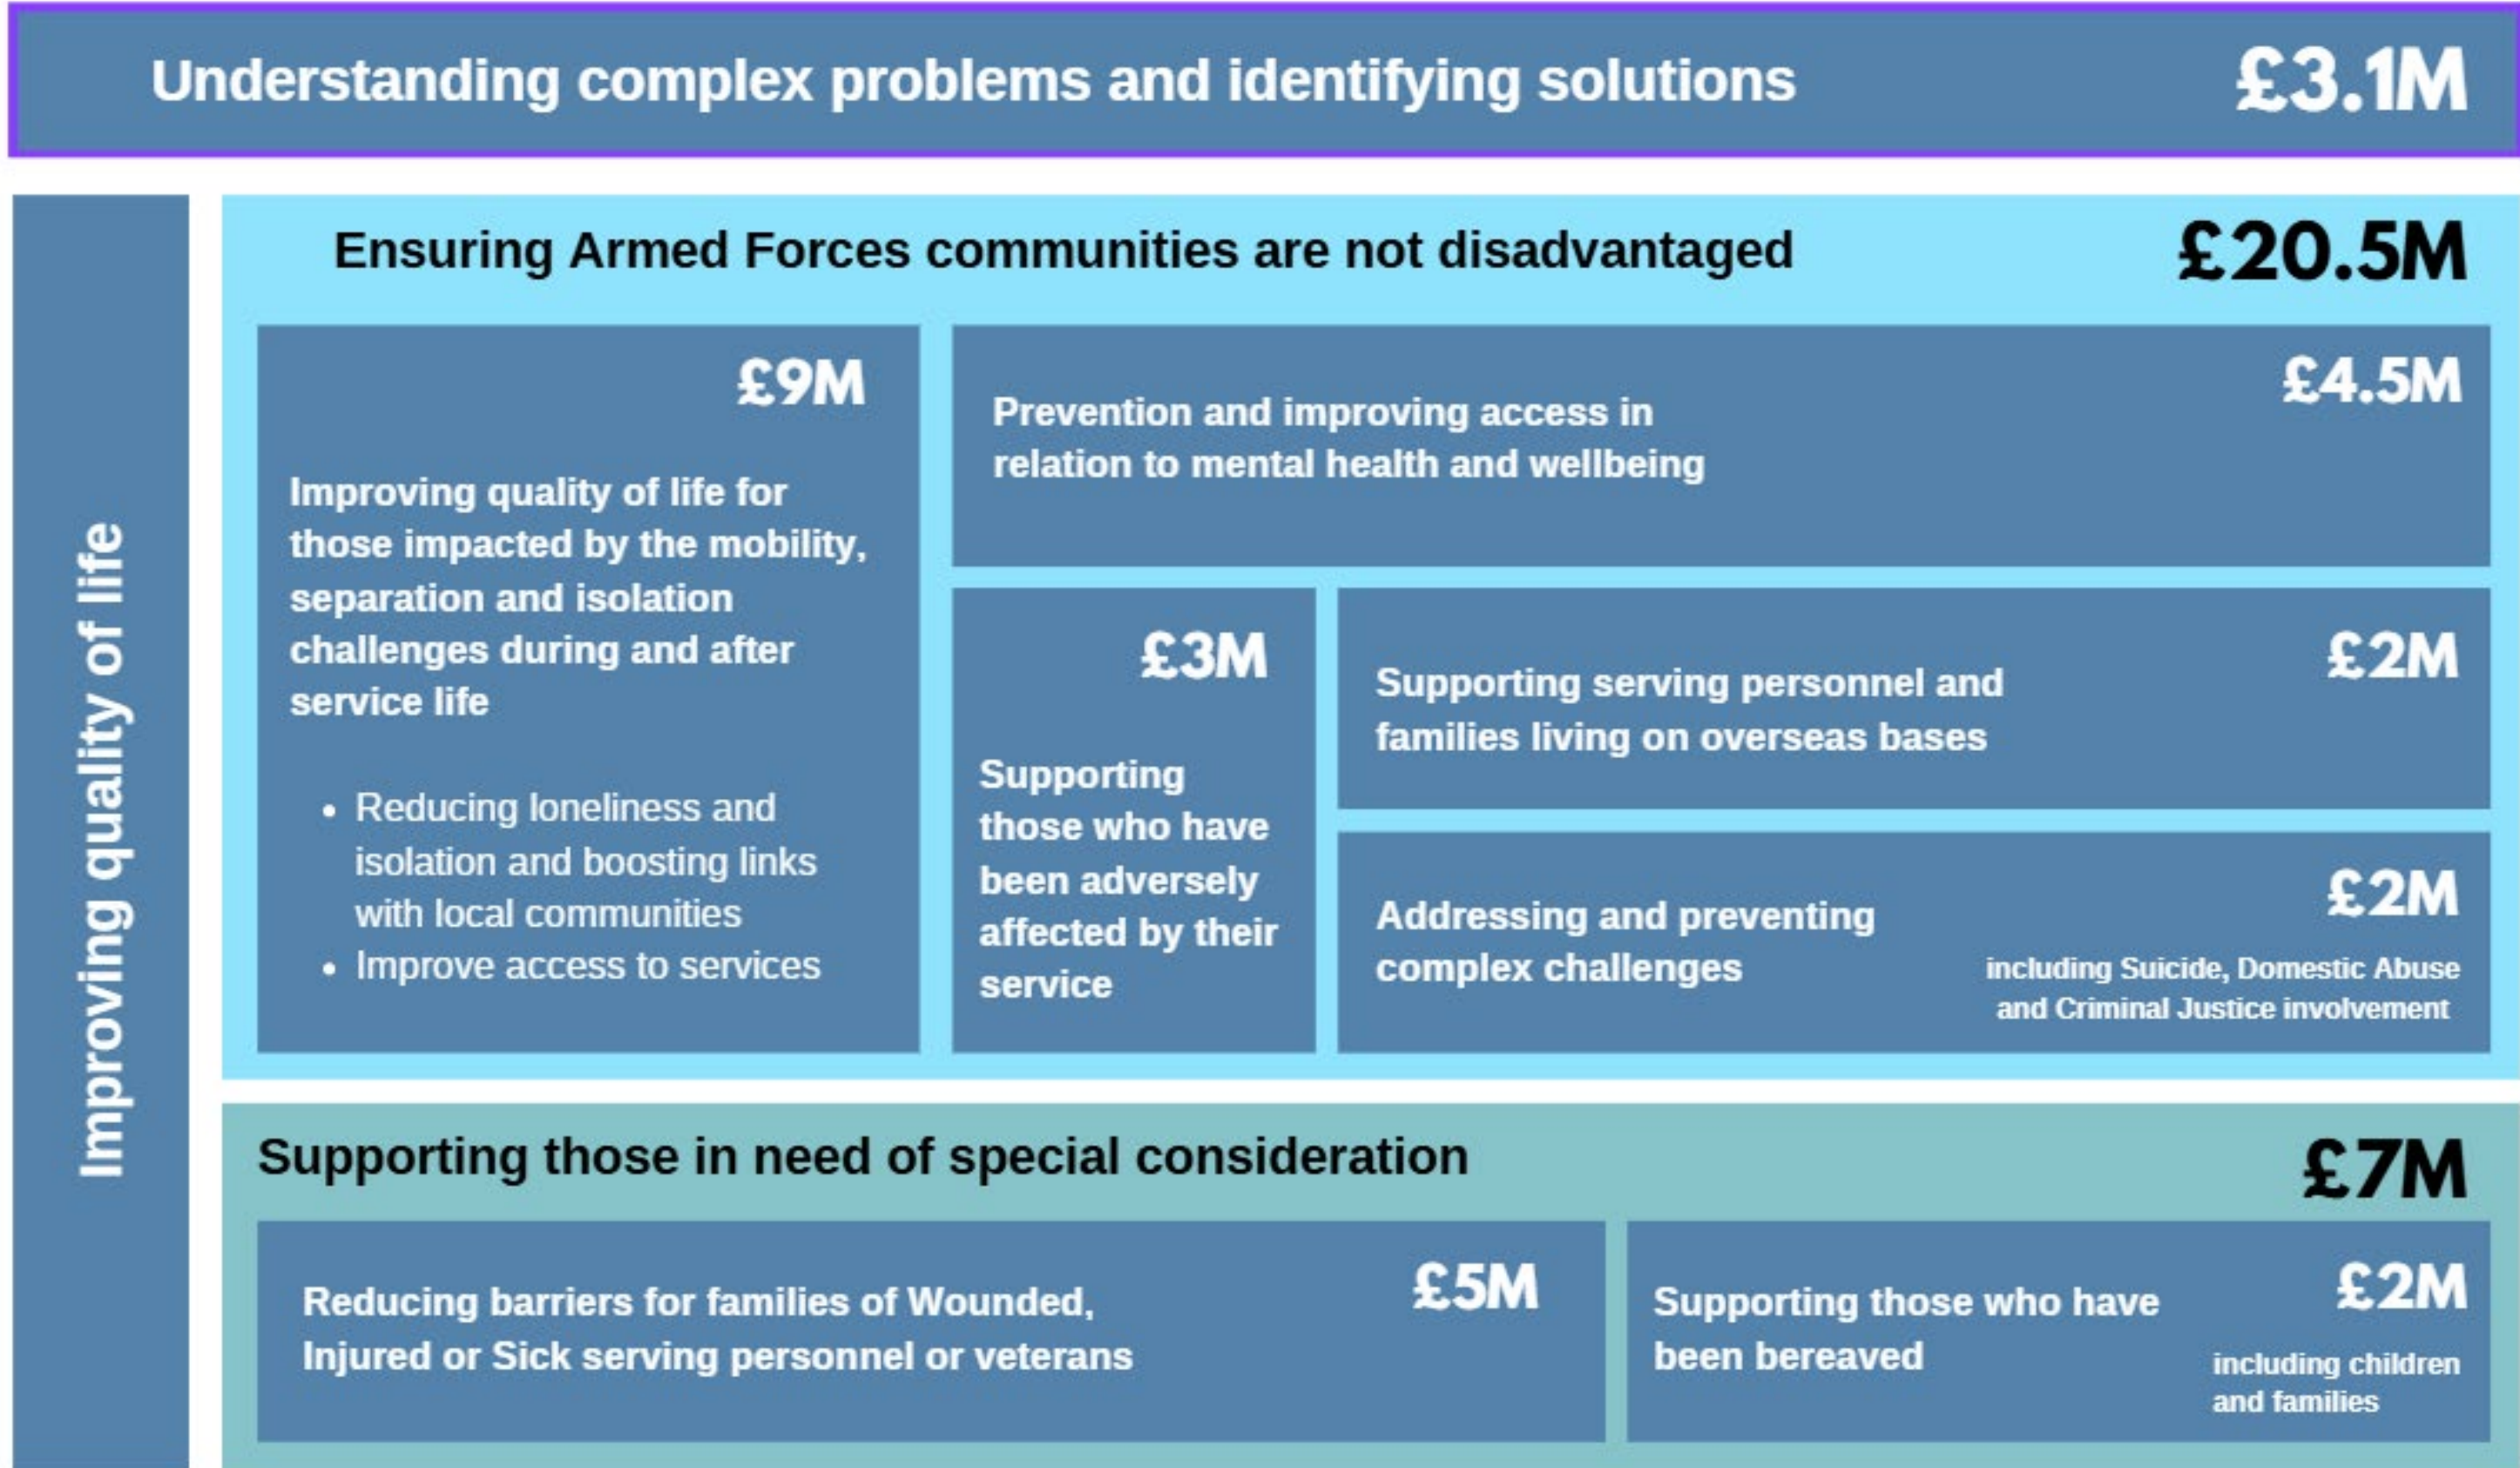 Understanding complex problems and identifying solutions £3.1M
Improving quality of life
Ensuring Armed Forces communities are not disadvantaged £20.5M
£9M
Improving quality of life for
those impacted by the mobility,
separation and isolation
challenges during and after
service life
• Reducing loneliness and
isolation and boosting links
with local communities
• Improve access to services
£4.5M
Prevention and improving access in
relation to mental health and wellbeing
£3M
Supporting
those who have
been adversely
affected by their
service
£2M
Supporting serving personnel and
families living on overseas bases
£2M
Addressing and preventing
complex challenges
including Suicide, Domestic Abuse
and Criminal Justice involvement
Supporting those in need of special consideration £7M
£5M
Reducing barriers for families of Wounded,
Injured or Sick serving personnel or veterans
£2M
Supporting those who have
been bereaved
including children
and families